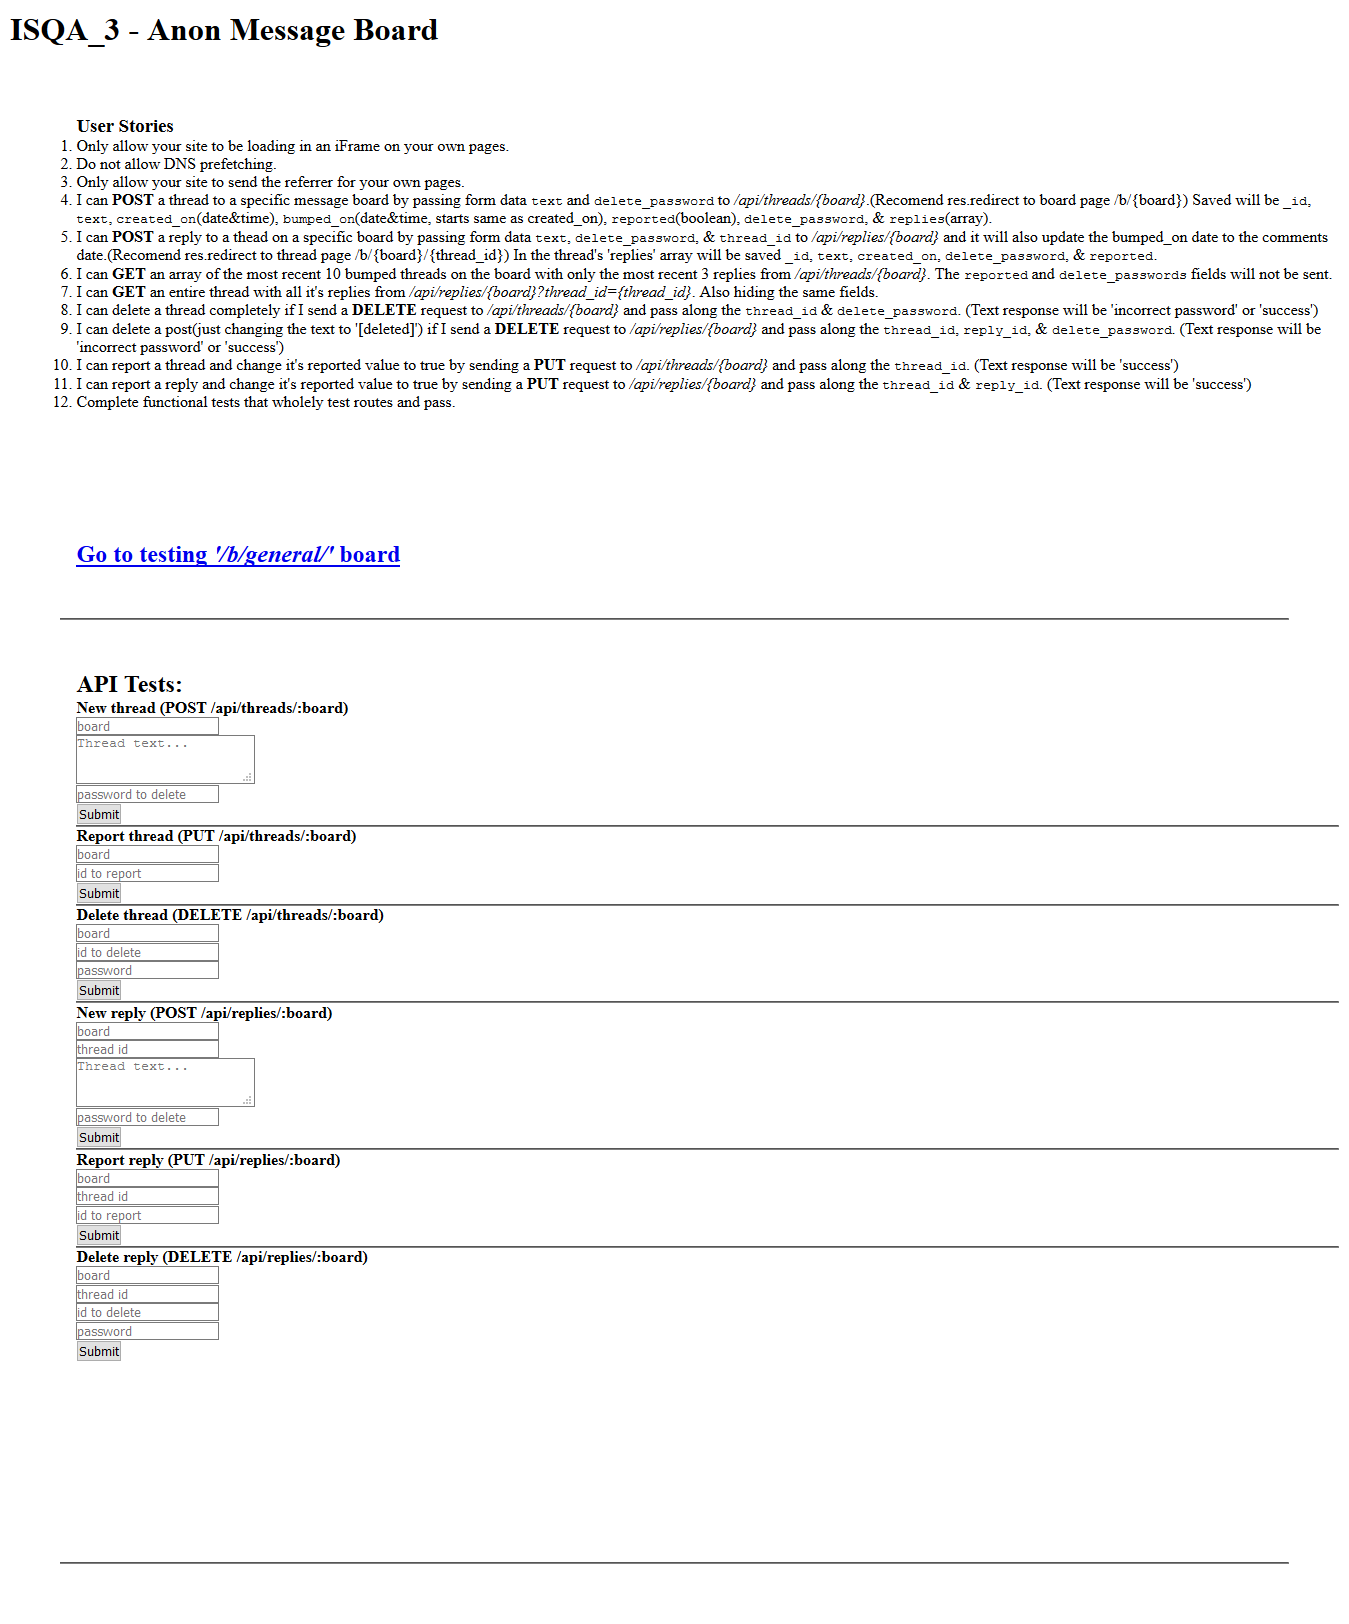 ISQA_3 - Anon Message Board
User Stories
1. Only allow your site to be loading in an iFrame on your own pages.
2. Do not allow DNS prefetching.
3. Only allow your site to send the referrer for your own pages.
4. I can POST a thread to a specific message board by passing form data text and delete_password to /api/threads/{board}.(Recomend res.redirect to board page /b/{board}) Saved will be _id,
text, created_on(date&time), bumped_on(date&time, starts same as created_on), reported(boolean), delete_password, & replies(array).
5. I can POST a reply to a thead on a specific board by passing form data text, delete_password, & thread_id to /api/replies/{board} and it will also update the bumped_on date to the comments
date.(Recomend res.redirect to thread page /b/{board}/{thread_id}) In the thread's 'replies' array will be saved _id, text, created_on, delete_password, & reported.
6. I can GET an array of the most recent 10 bumped threads on the board with only the most recent 3 replies from /api/threads/{board}. The reported and delete_passwords fields will not be sent.
7. I can GET an entire thread with all it's replies from /api/replies/{board}?thread_id={thread_id}. Also hiding the same fields.
8. I can delete a thread completely if I send a DELETE request to /api/threads/{board} and pass along the thread_id & delete_password. (Text response will be 'incorrect password' or 'success')
9. I can delete a post(just changing the text to '[deleted]') if I send a DELETE request to /api/replies/{board} and pass along the thread_id, reply_id, & delete_password. (Text response will be
'incorrect password' or 'success')
10. I can report a thread and change it's reported value to true by sending a PUT request to /api/threads/{board} and pass along the thread_id. (Text response will be 'success')
11. I can report a reply and change it's reported value to true by sending a PUT request to /api/replies/{board} and pass along the thread_id & reply_id. (Text response will be 'success')
12. Complete functional tests that wholely test routes and pass.
Go to testing '/b/general/' board
API Tests:
New thread (POST /api/threads/:board)
board
Thread text...
password to delete
Submit
Report thread (PUT /api/threads/:board)
board
id to report
Submit
Delete thread (DELETE /api/threads/:board)
board
id to delete
password
Submit
New reply (POST /api/replies/:board)
board
thread id
Thread text...
password to delete
Submit
Report reply (PUT /api/replies/:board)
board
thread id
id to report
Submit
Delete reply (DELETE /api/replies/:board)
board
thread id
id to delete
password
Submit